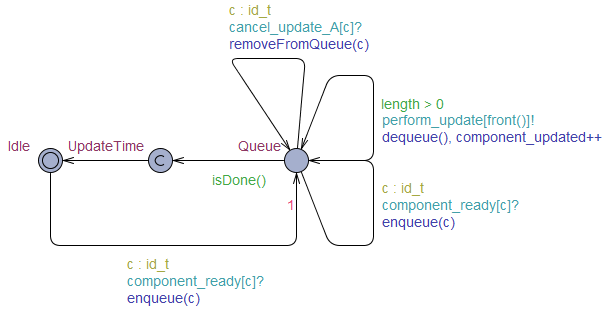 c : id_t
cancel_update_A[c]?
removeFromQueue(c)
length > 0
perform_update[front()]!
dequeue(), component_updated++
Idle
UpdateTime
C
Queue
isDone()
1
c : id_t
component_ready[c]?
enqueue(c)
c : id_t
component_ready[c]?
enqueue(c)